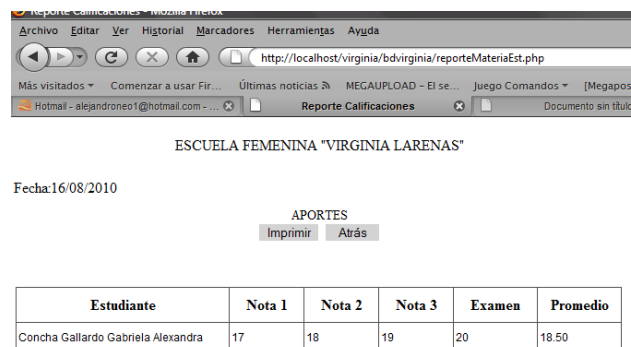 Reporte Calificaciones - Mozilla Firefox
Archivo Editar Ver Historial Marcadores Herramientas Ayuda
http://localhost/virginia/bdvirginia/reporteMateriaEst.php
Más visitados Comenzar a usar Fir... Últimas noticias MEGAUPLOAD - El se... Juego Comandos [Megapos
Hotmail - alejandroneo1@hotmail.com - ... Reporte Calificaciones Documento sin títulc
ESCUELA FEMENINA "VIRGINIA LARENAS"
Fecha:16/08/2010
APORTES
Imprimir Atrás
Estudiante Nota 1 Nota 2 Nota 3 Examen Promedio
Concha Gallardo Gabriela Alexandra 17 18 19 20 18.50